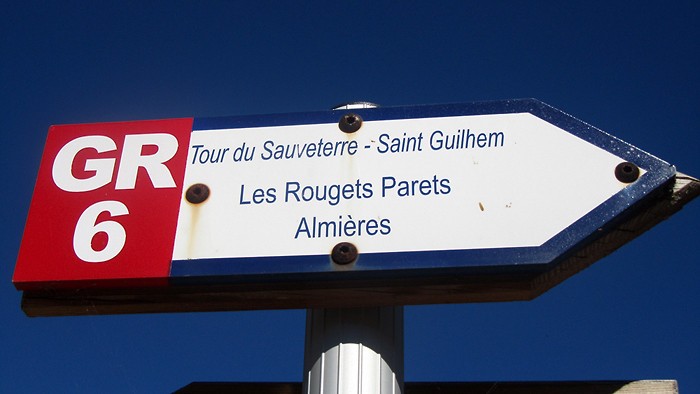 GR
6
Tour du Sauveterre - Saint Guilhem
Les Rougets Parets
Almières